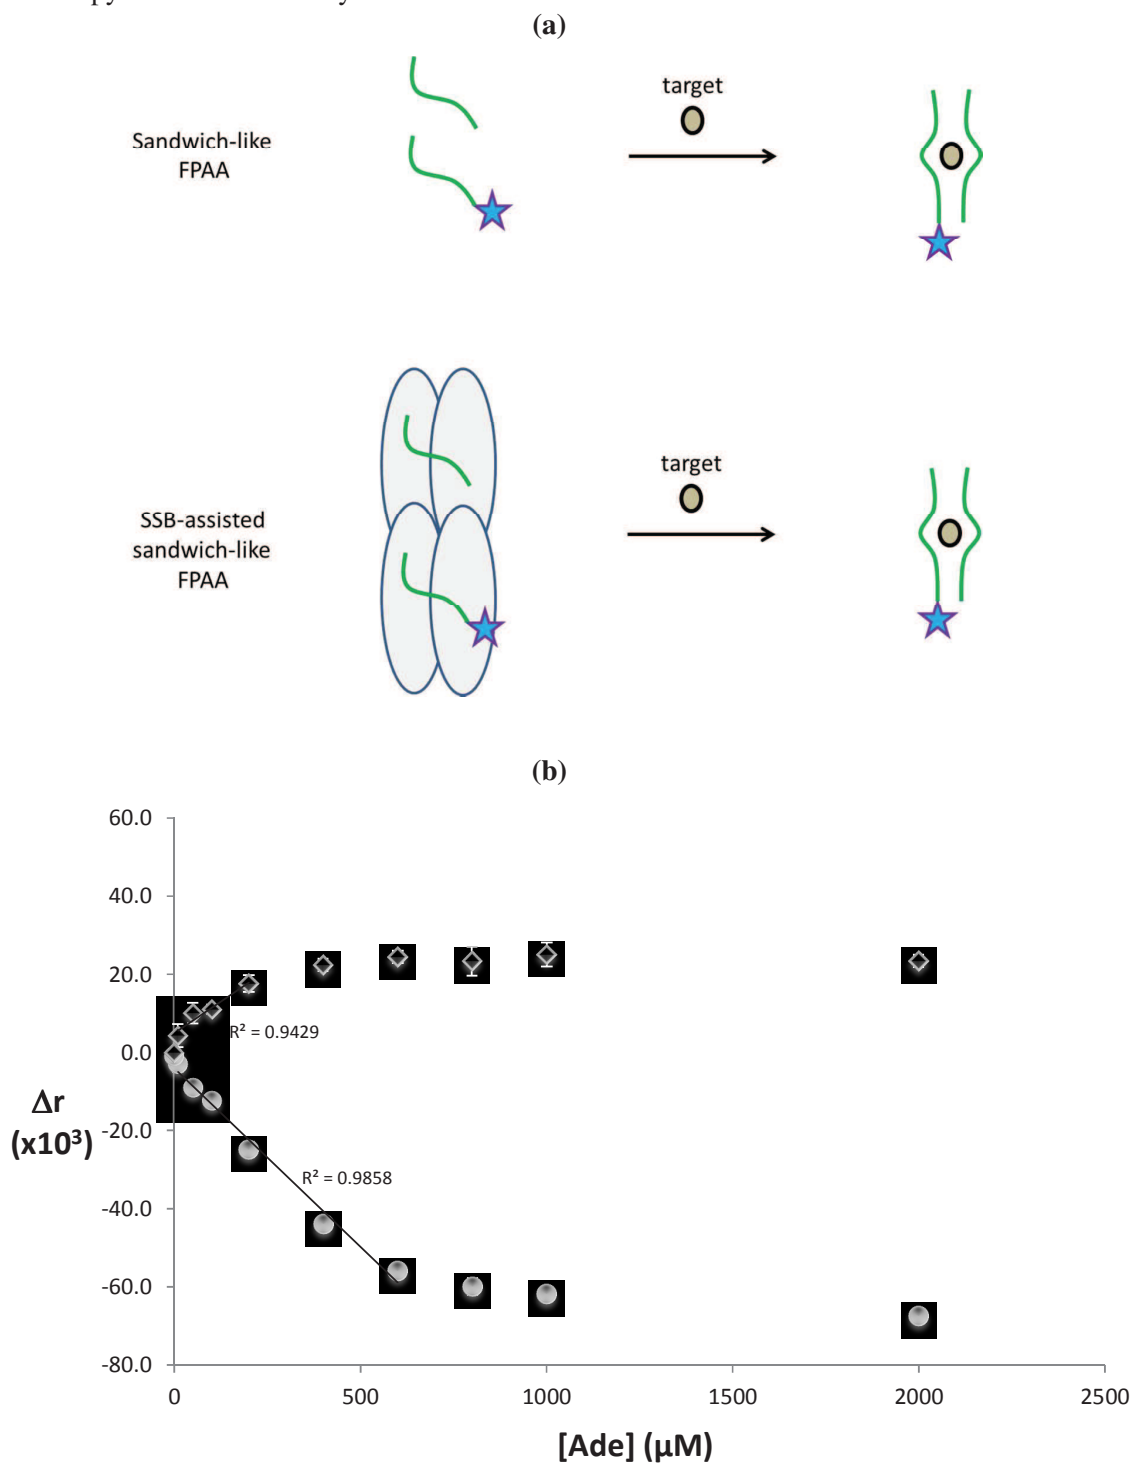 (a)
target
Sandwich-like
FPAA
target
SSB-assisted
sandwich-like
FPAA
(b)
60.0
40.0
20.0
R² = 0.9429
0.0
Δr
(x10³)
-20.0
R² = 0.9858
-40.0
-60.0
-80.0
0 500 1000 1500 2000 2500
[Ade] (µM)